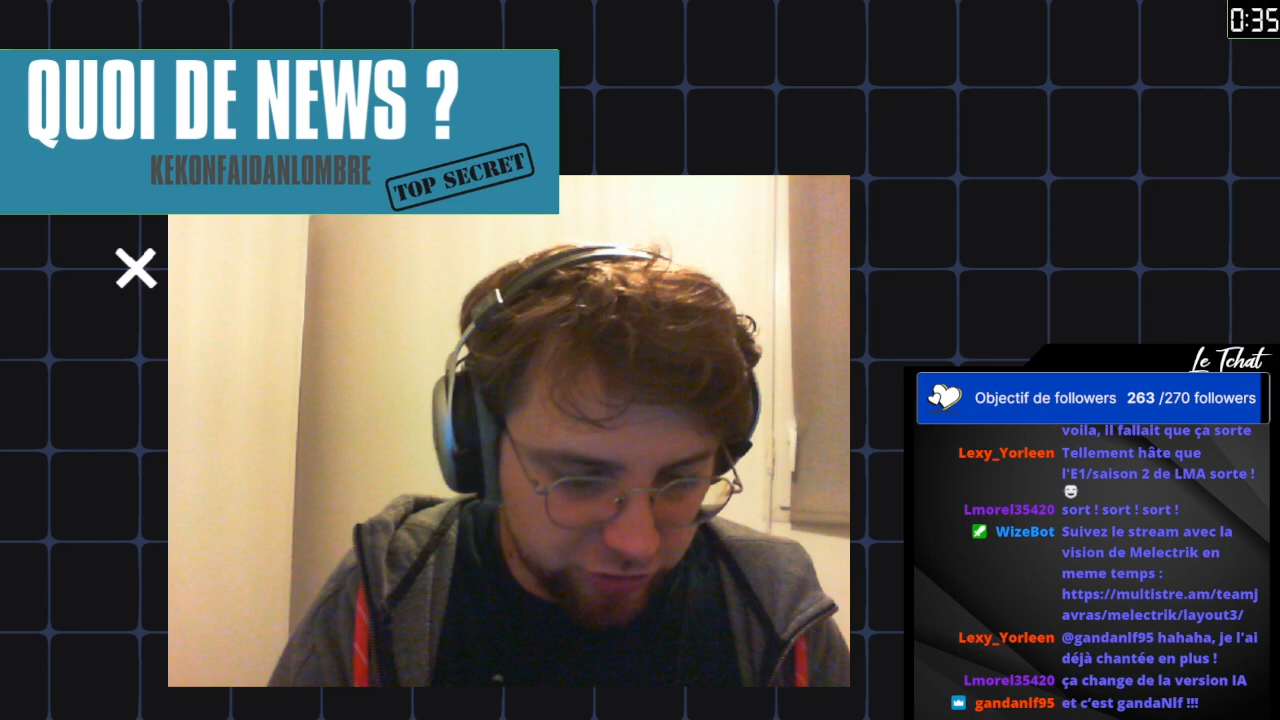 0:35
QUOI DE NEWS ?
KEKONFAIDANLOMBRE
TOP SECRET
Le Tchat
Objectif de followers 263 /270 followers
voila, il fallait que ça sorte
Lexy_Yorleen Tellement hâte que
l'E1/saison 2 de LMA sorte !
Lmorel35420 sort ! sort ! sort !
WizeBot Suivez le stream avec la
vision de Melectrik en
meme temps :
https://multistre.am/teamj
avras/melectrik/layout3/
Lexy_Yorleen @gandanlf95 hahaha, je l'ai
déjà chantée en plus !
Lmorel35420 ça change de la version IA
gandanlf95 et c'est gandaNlf !!!